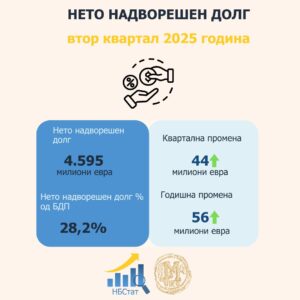 НЕТО НАДВОРЕШЕН ДОЛГ
втор квартал 2025 година
Нето надворешен
долг
4.595
милиони евра
Нето надворешен долг %
од БДП
28,2%
Квартална промена
44
милиони евра
Годишна промена
56
милиони евра
НБСтат